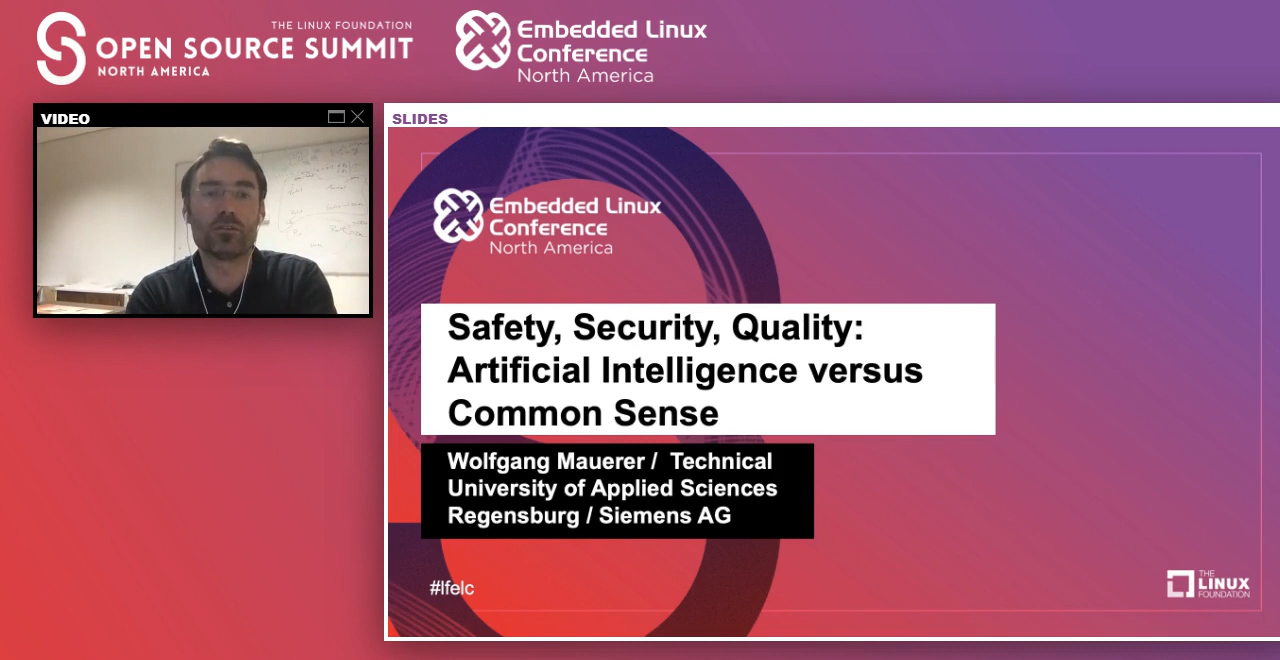 THE LINUX FOUNDATION
OPEN SOURCE SUMMIT
NORTH AMERICA
Embedded Linux
Conference
North America
VIDEO
SLIDES
Embedded Linux
Conference
North America
Safety, Security, Quality:
Artificial Intelligence versus
Common Sense
Wolfgang Mauerer / Technical
University of Applied Sciences
Regensburg / Siemens AG
#lfelc
THE
LINUX
FOUNDATION